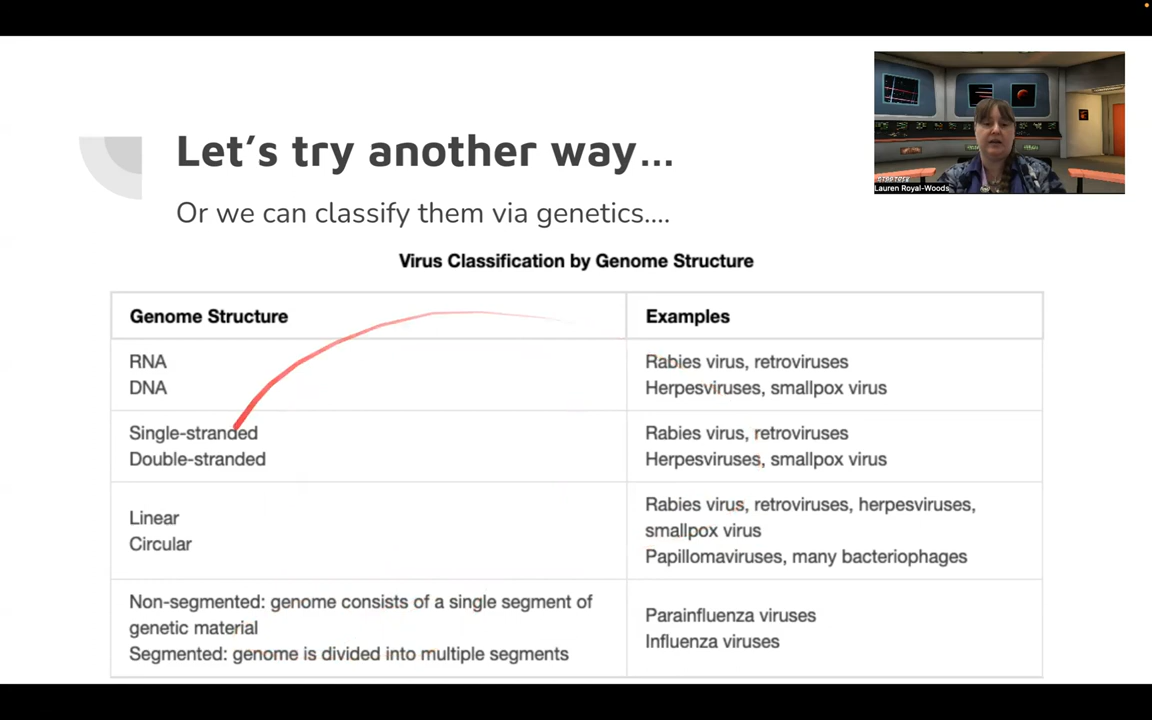 Let's try another way...
Or we can classify them via genetics....
Virus Classification by Genome Structure
Genome Structure
Examples
RNA
DNA
Rabies virus, retroviruses
Herpesviruses, smallpox virus
Single-stranded
Double-stranded
Rabies virus, retroviruses
Herpesviruses, smallpox virus
Linear
Circular
Rabies virus, retroviruses, herpesviruses,
smallpox virus
Papillomaviruses, many bacteriophages
Non-segmented: genome consists of a single segment of
genetic material
Segmented: genome is divided into multiple segments
Parainfluenza viruses
Influenza viruses
STAR TREK
Lauren Royal-Woods